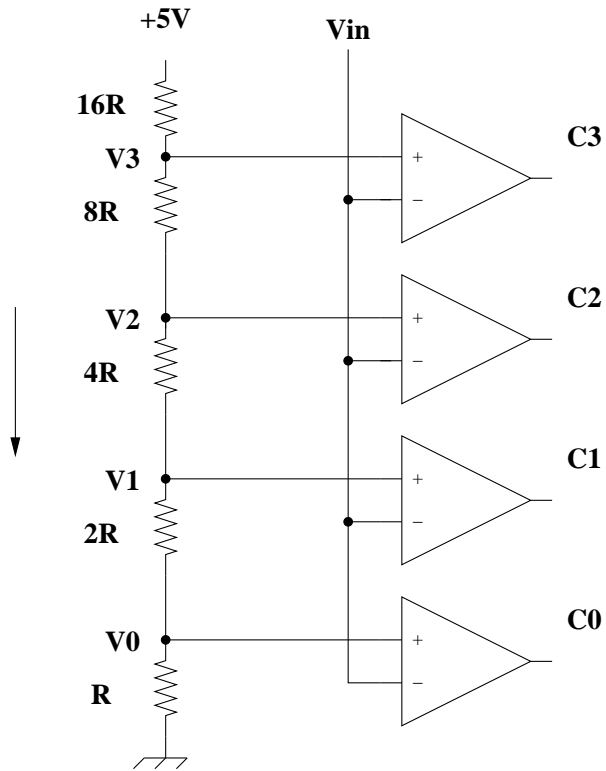 +5V
Vin
16R
C3
V3
+
8R
−
C2
V2
+
4R
−
C1
V1
+
2R
−
C0
V0
+
R
−